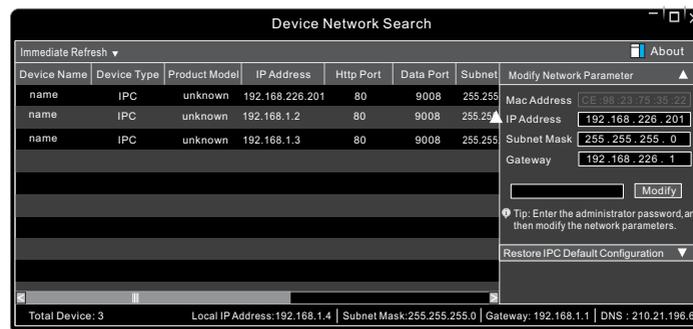 Device Network Search
Immediate Refresh
About
Device Name Device Type Product Model IP Address Http Port Data Port Subnet
name IPC unknown 192.168.226.201 80 9008 255.255
name IPC unknown 192.168.1.2 80 9008 255.25
name IPC unknown 192.168.1.3 80 9008 255.255
Modify Network Parameter
Mac Address CE :98 :23 :75 :35 :22
IP Address 192 .168 . 226 . 201
Subnet Mask 255 . 255 . 255 . 0
Gateway 192 .168 . 226 . 1
Modify
Tip: Enter the administrator password, an
then modify the network parameters.
Restore IPC Default Configuration
Total Device: 3 Local IP Address:192.168.1.4 Subnet Mask:255.255.255.0 Gateway: 192.168.1.1 DNS : 210.21.196.6